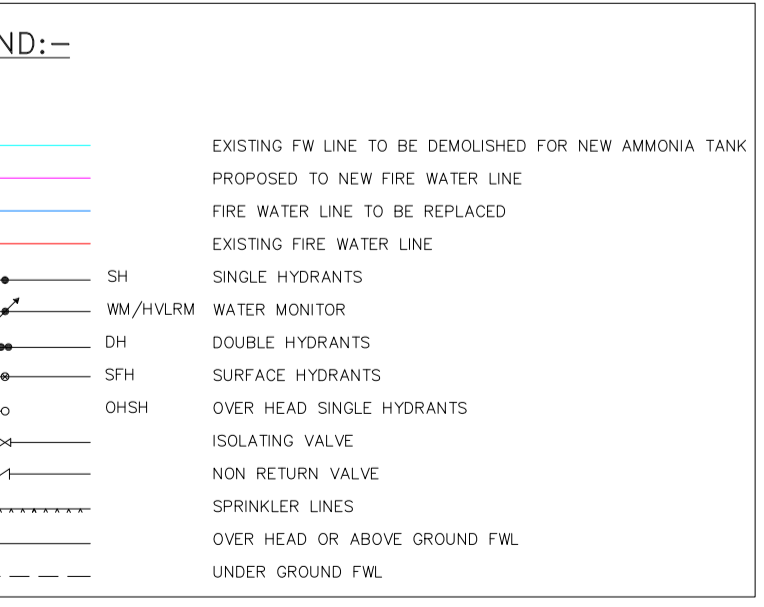 ND:-
EXISTING FW LINE TO BE DEMOLISHED FOR NEW AMMONIA TANK
PROPOSED TO NEW FIRE WATER LINE
FIRE WATER LINE TO BE REPLACED
EXISTING FIRE WATER LINE
SH SINGLE HYDRANTS
WM/HVLRM WATER MONITOR
DH DOUBLE HYDRANTS
SFH SURFACE HYDRANTS
OHSH OVER HEAD SINGLE HYDRANTS
ISOLATING VALVE
NON RETURN VALVE
SPRINKLER LINES
OVER HEAD OR ABOVE GROUND FWL
UNDER GROUND FWL